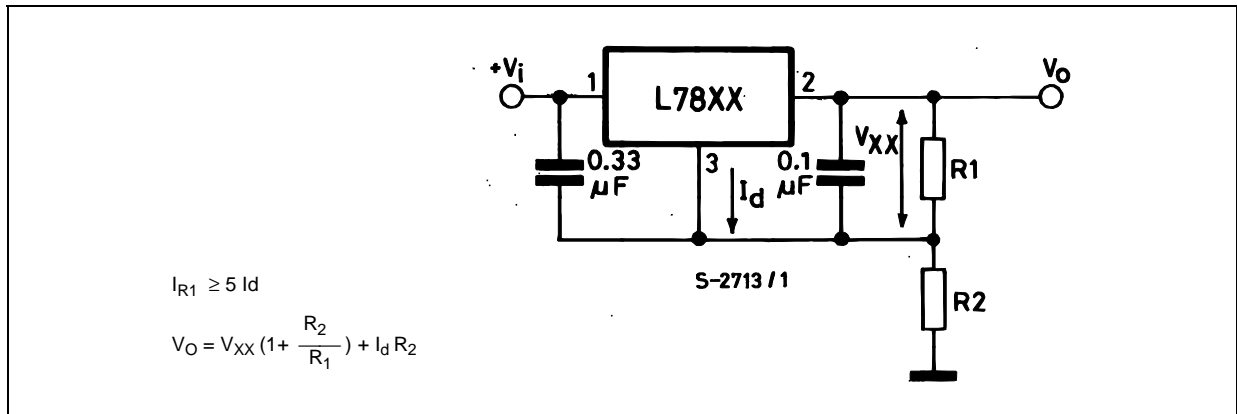 +Vi
1
L78XX
2
Vo
0.33
µF
3
Id
0.1
µF
VXX
R1
S-2713/1
R2
IR1 ≥ 5 Id
VO = VXX (1+ R2/R1) + Id R2